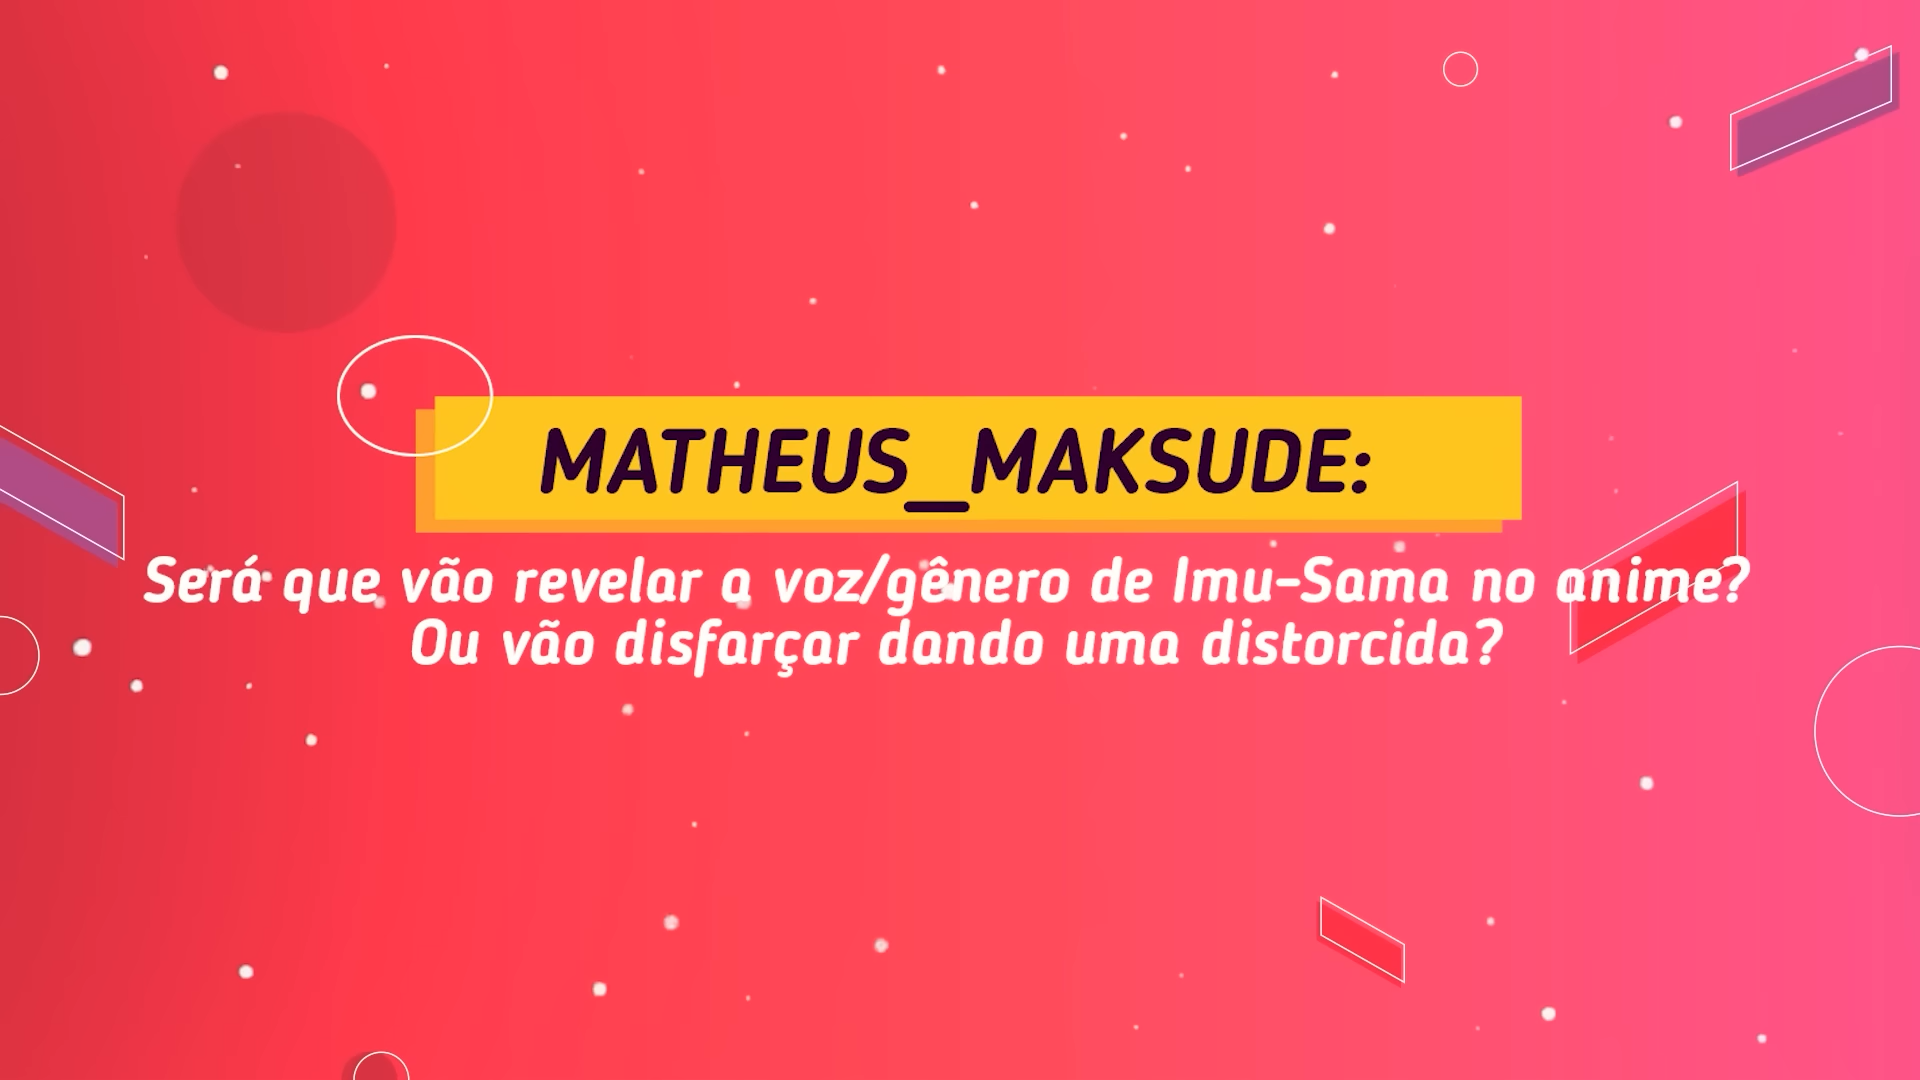 MATHEUS_MAKSUDE:
Será que vão revelar a voz/gênero de Imu-Sama no anime?
Ou vão disfarçar dando uma distorcida?